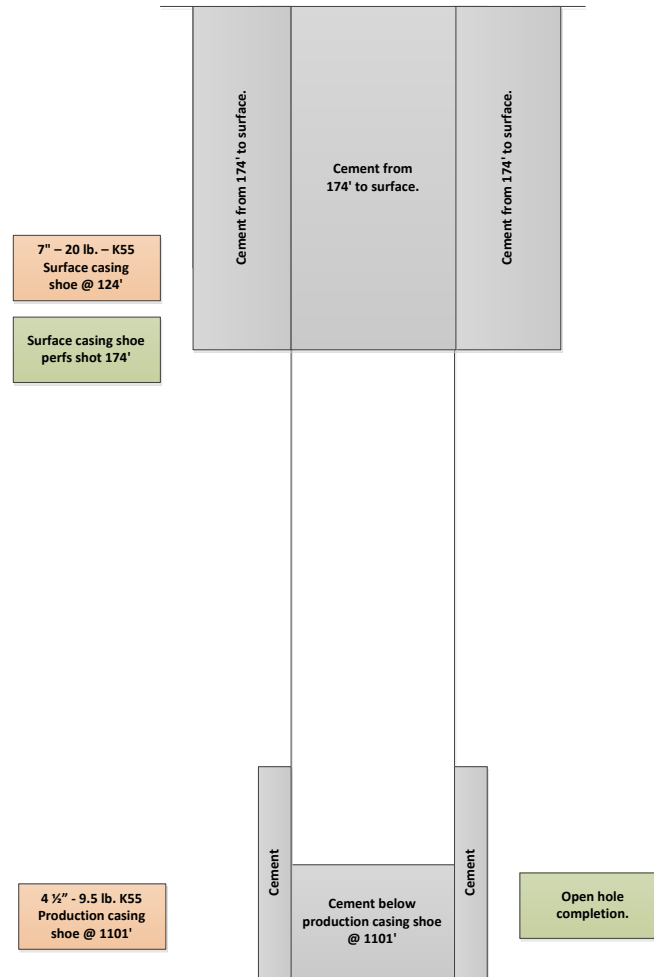 Cement from 174' to surface.
Cement from
174' to surface.
Cement from 174' to surface.
7" – 20 lb. – K55
Surface casing
shoe @ 124'
Surface casing shoe
perfs shot 174'
Cement
Cement
4 ½” - 9.5 lb. K55
Production casing
shoe @ 1101'
Cement below
production casing shoe
@ 1101'
Open hole
completion.